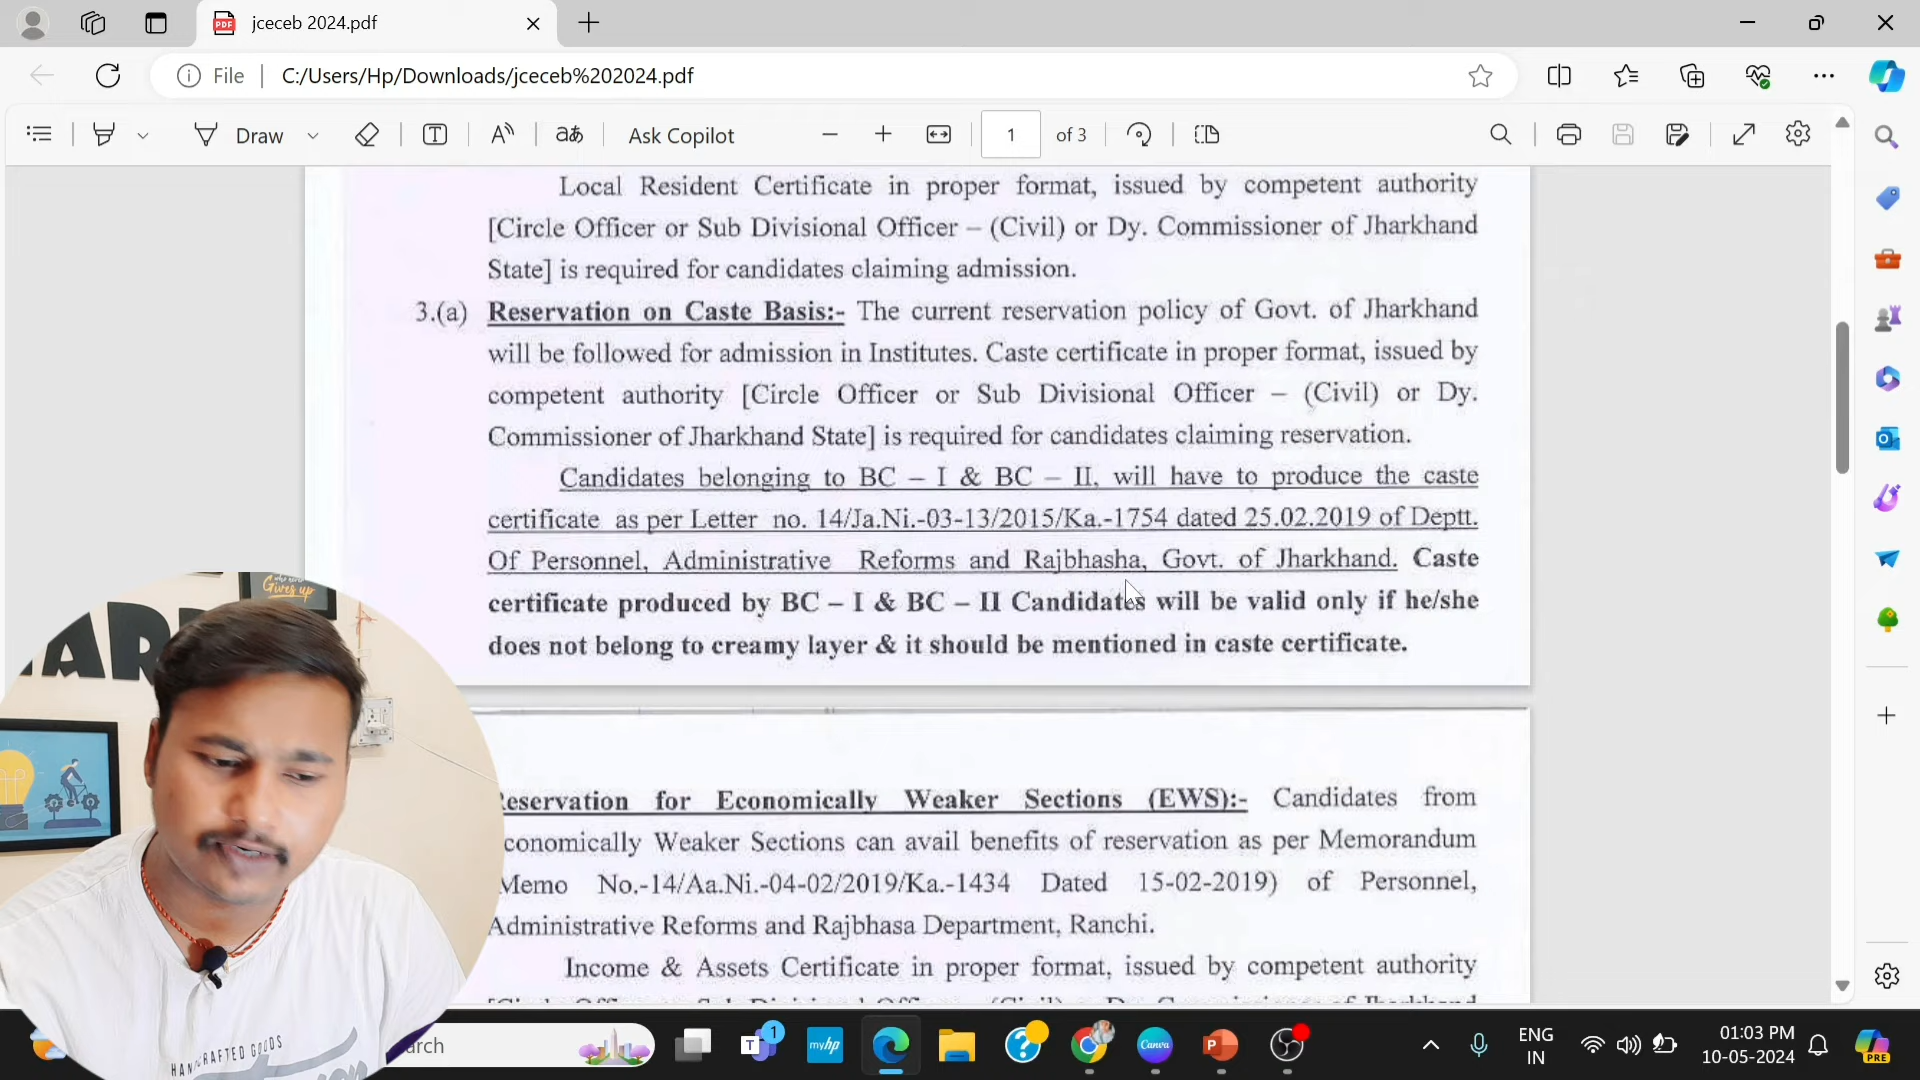 jceceb 2024.pdf
File
C:/Users/Hp/Downloads/jceceb%202024.pdf
Draw
Ask Copilot
1 of 3
Local Resident Certificate in proper format, issued by competent authority
[Circle Officer or Sub Divisional Officer – (Civil) or Dy. Commissioner of Jharkhand
State] is required for candidates claiming admission.
3.(a) Reservation on Caste Basis:- The current reservation policy of Govt. of Jharkhand
will be followed for admission in Institutes. Caste certificate in proper format, issued by
competent authority [Circle Officer or Sub Divisional Officer – (Civil) or Dy.
Commissioner of Jharkhand State] is required for candidates claiming reservation.
Candidates belonging to BC – I & BC – II, will have to produce the caste
certificate as per Letter no. 14/Ja.Ni.-03-13/2015/Ka.-1754 dated 25.02.2019 of Deptt.
Of Personnel, Administrative Reforms and Rajbhasha, Govt. of Jharkhand. Caste
certificate produced by BC – I & BC – II Candidates will be valid only if he/she
does not belong to creamy layer & it should be mentioned in caste certificate.
eservation for Economically Weaker Sections (EWS):- Candidates from
conomically Weaker Sections can avail benefits of reservation as per Memorandum
Memo No.-14/Aa.Ni.-04-02/2019/Ka.-1434 Dated 15-02-2019) of Personnel,
Administrative Reforms and Rajbhasa Department, Ranchi.
Income & Assets Certificate in proper format, issued by competent authority
Gives up
HANDCRAFTED GOODS
arch
1
myhp
Canva
ENG
IN
01:03 PM
10-05-2024
PRE